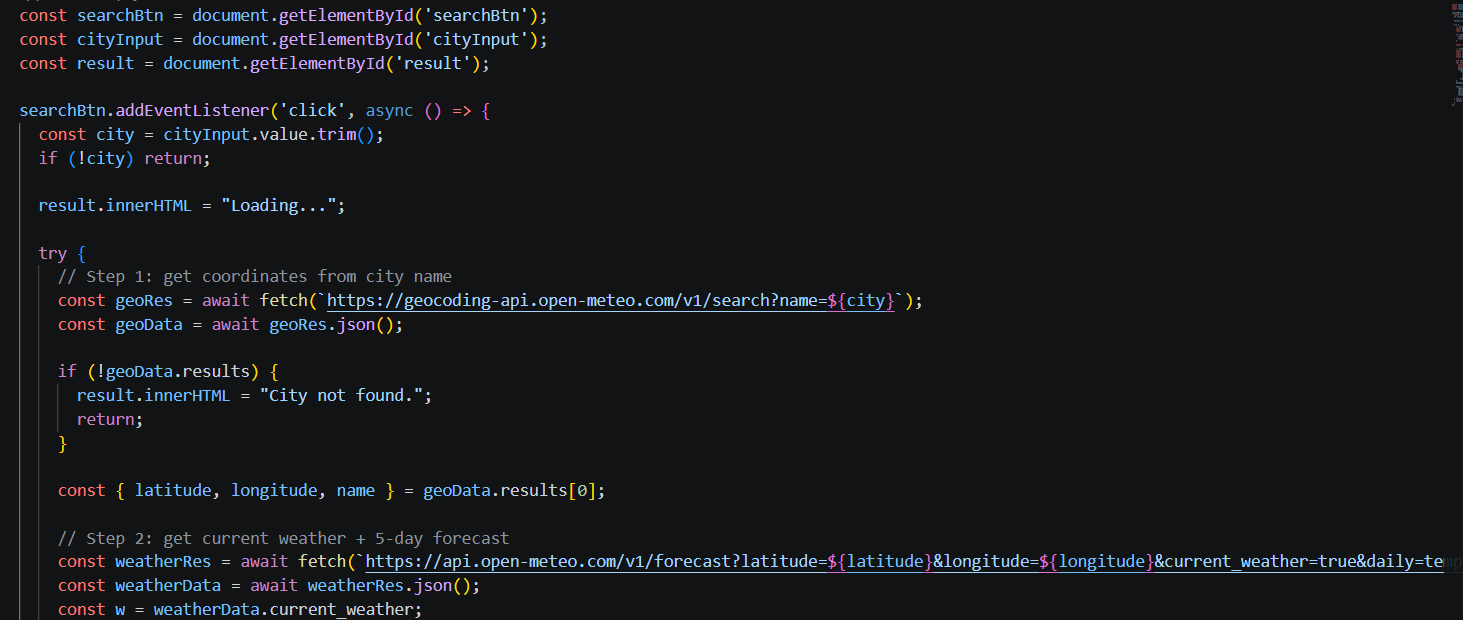 const searchBtn = document.getElementById('searchBtn');
const cityInput = document.getElementById('cityInput');
const result = document.getElementById('result');
searchBtn.addEventListener('click', async () => {
const city = cityInput.value.trim();
if (!city) return;
result.innerHTML = "Loading...";
try {
// Step 1: get coordinates from city name
const geoRes = await fetch(`https://geocoding-api.open-meteo.com/v1/search?name=${city}`);
const geoData = await geoRes.json();
if (!geoData.results) {
result.innerHTML = "City not found.";
return;
}
const { latitude, longitude, name } = geoData.results[0];
// Step 2: get current weather + 5-day forecast
const weatherRes = await fetch(`https://api.open-meteo.com/v1/forecast?latitude=${latitude}&longitude=${longitude}&current_weather=true&daily=temp
const weatherData = await weatherRes.json();
const w = weatherData.current_weather;